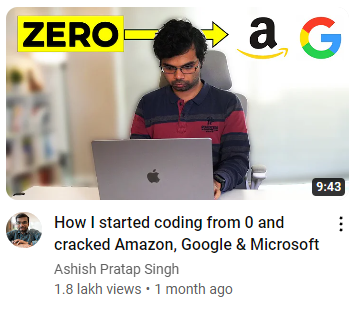 ZERO
9:43
How I started coding from 0 and
cracked Amazon, Google & Microsoft
Ashish Pratap Singh
1.8 lakh views • 1 month ago